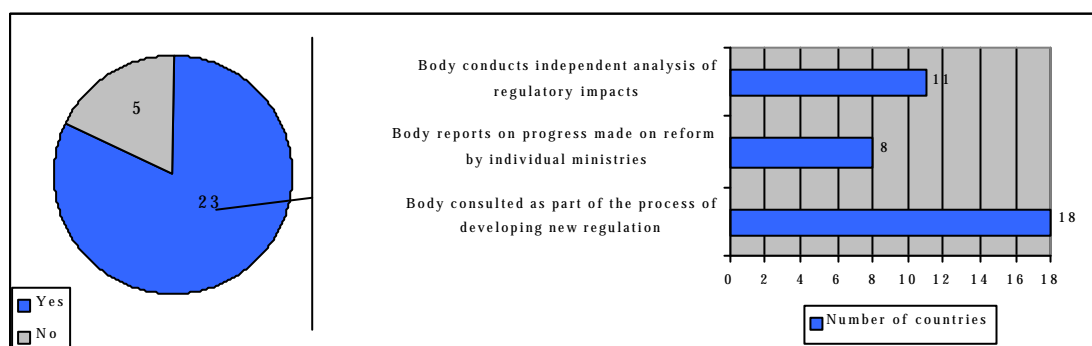 5
23
Yes
No
Body conducts independent analysis of
regulatory impacts
Body reports on progress made on reform
by individual ministries
Body consulted as part of the process of
developing new regulation
11
8
18
0 2 4 6 8 10 12 14 16 18
Number of countries